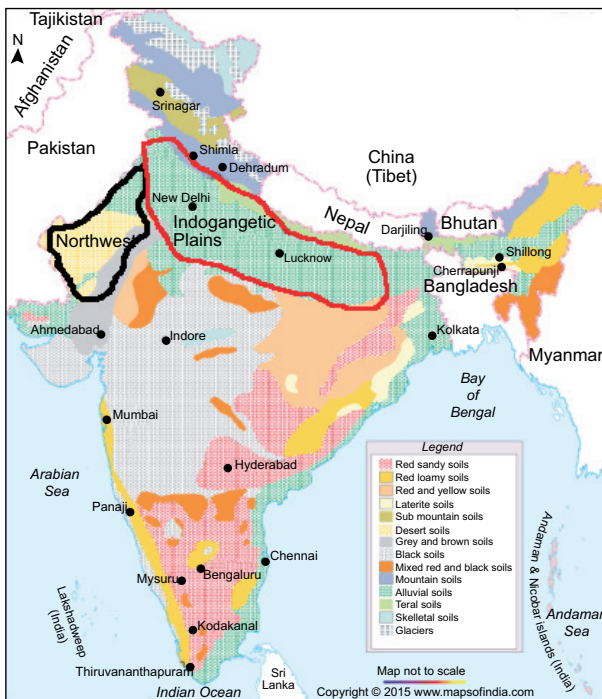 Tajikistan
N
Afghanistan
Srinagar
Pakistan
Shimla
Dehradum
China
(Tibet)
New Delhi
Indogangetic
Plains
Nepal
Northwest
Lucknow
Darjiling
Bhutan
Shillong
Cherrapunji
Bangladesh
Ahmedabad
Indore
Kolkata
Myanmar
Mumbai
Bay
of
Bengal
Arabian
Sea
Hyderabad
Panaji
Chennai
Bengaluru
Mysuru
Kodakanal
Thiruvananthapuram
Lakshadweep
(India)
Sri
Lanka
Indian Ocean
Andaman & Nicobar islands (India)
Andaman
Sea
Legend
Red sandy soils
Red loamy soils
Red and yellow soils
Laterite soils
Sub mountain soils
Desert soils
Grey and brown soils
Black soils
Mixed red and black soils
Mountain soils
Alluvial soils
Teral soils
Skelletal soils
Glaciers
Map not to scale
Copyright © 2015 www.mapsofindia.com